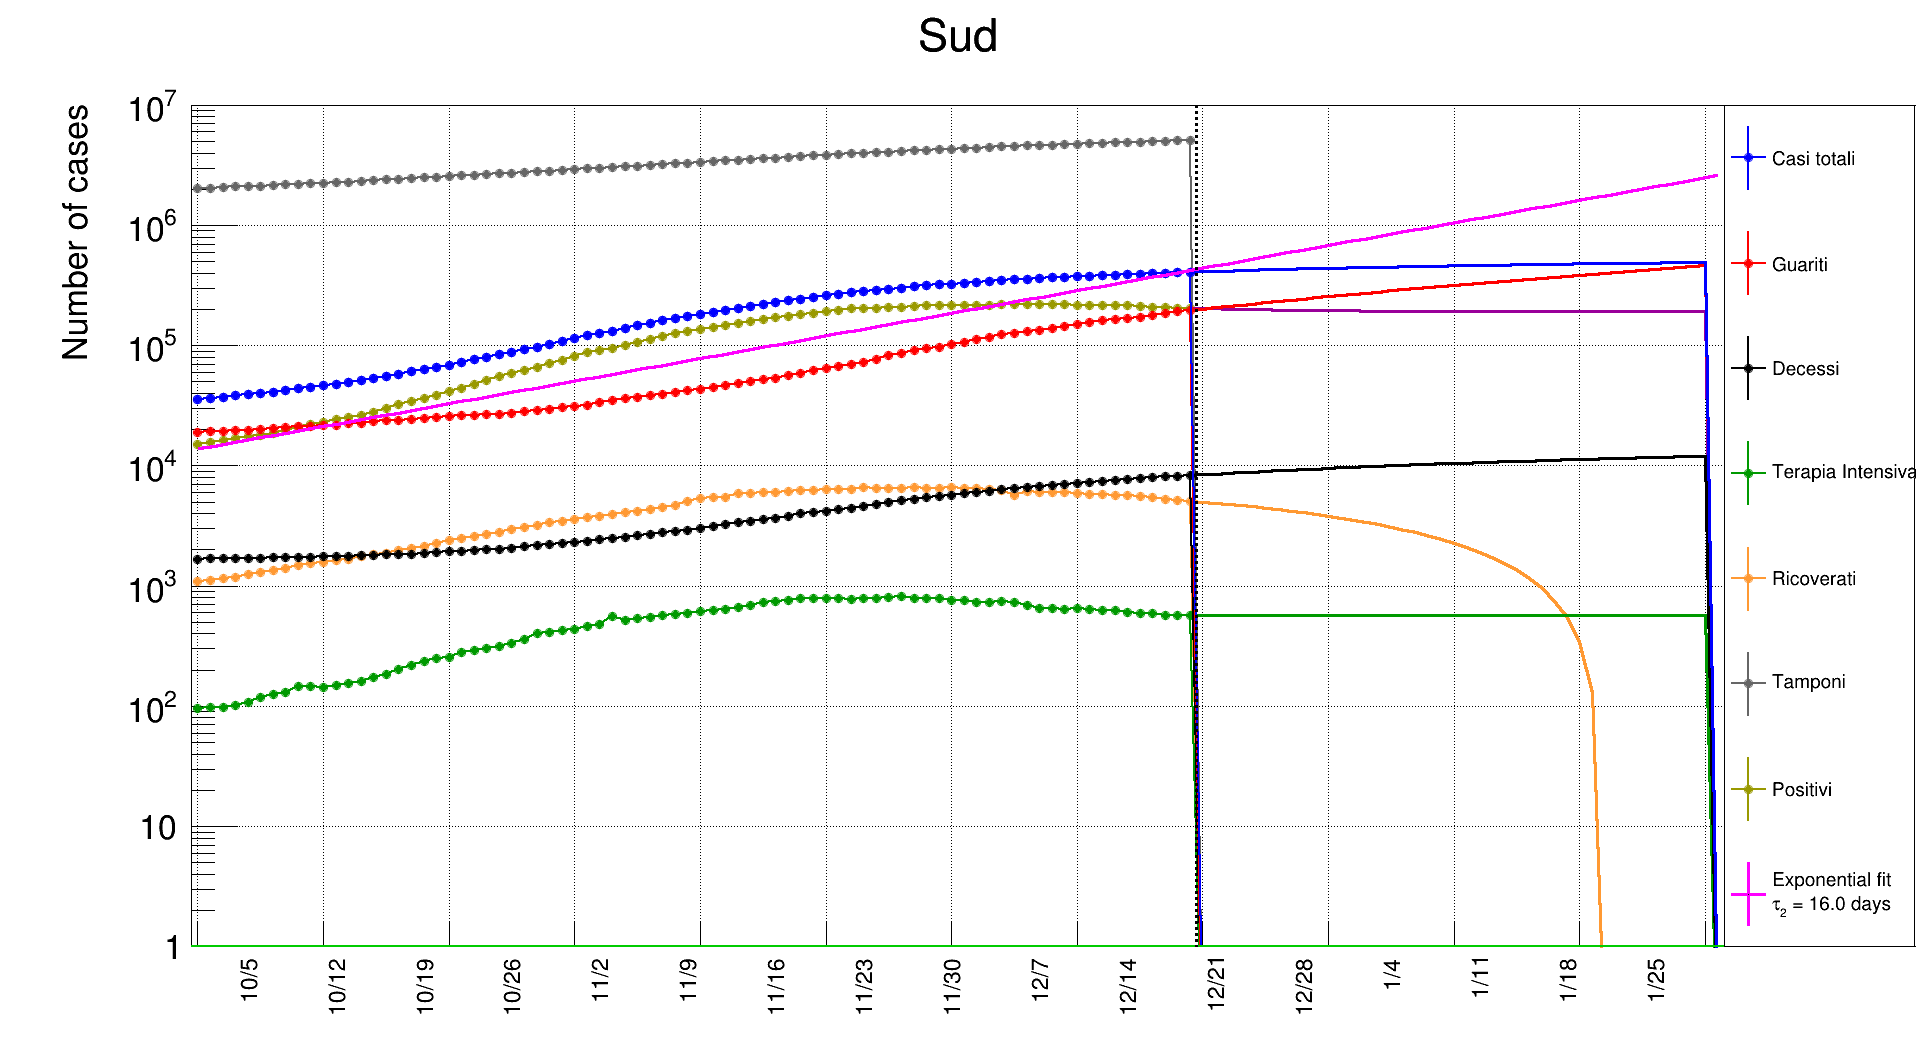 Sud
Number of cases
10^7
10^6
10^5
10^4
10^3
10^2
10
1
10/5
10/12
10/19
10/26
11/2
11/9
11/16
11/23
11/30
12/7
12/14
12/21
12/28
1/4
1/11
1/18
1/25
Casi totali
Guariti
Decessi
Terapia Intensiva
Ricoverati
Tamponi
Positivi
Exponential fit
τ_2 = 16.0 days